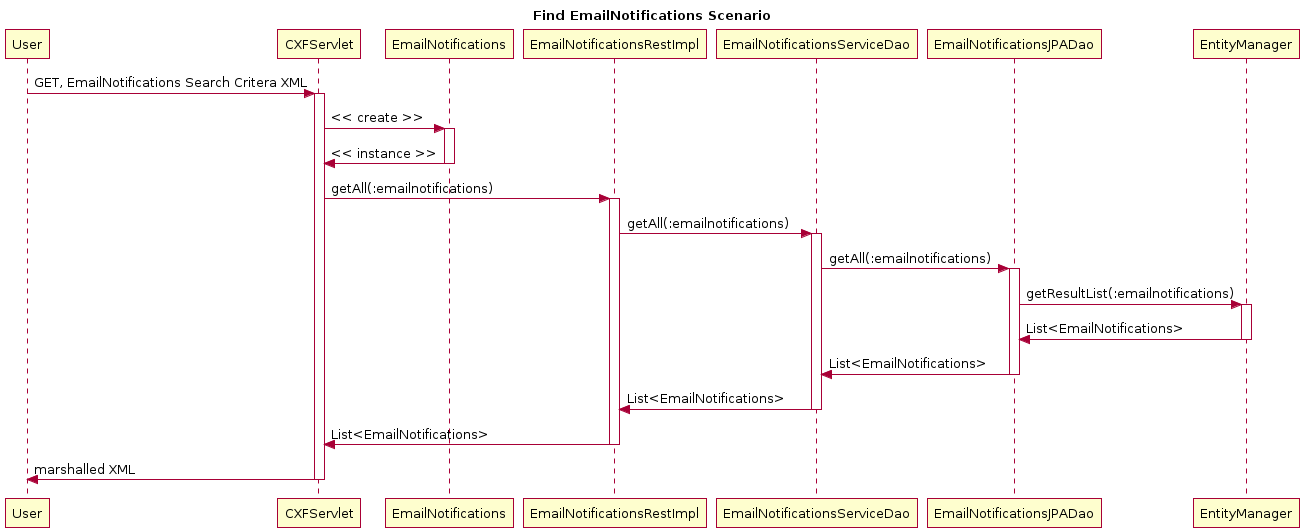 Find EmailNotifications Scenario
User CXFServlet EmailNotifications EmailNotificationsRestImpl EmailNotificationsServiceDao EmailNotificationsJPADao EntityManager
GET, EmailNotifications Search Critera XML
<< create >>
<< instance >>
getAll(:emailnotifications)
getAll(:emailnotifications)
getAll(:emailnotifications)
getResultList(:emailnotifications)
List<EmailNotifications>
List<EmailNotifications>
List<EmailNotifications>
List<EmailNotifications>
marshalled XML
User CXFServlet EmailNotifications EmailNotificationsRestImpl EmailNotificationsServiceDao EmailNotificationsJPADao EntityManager